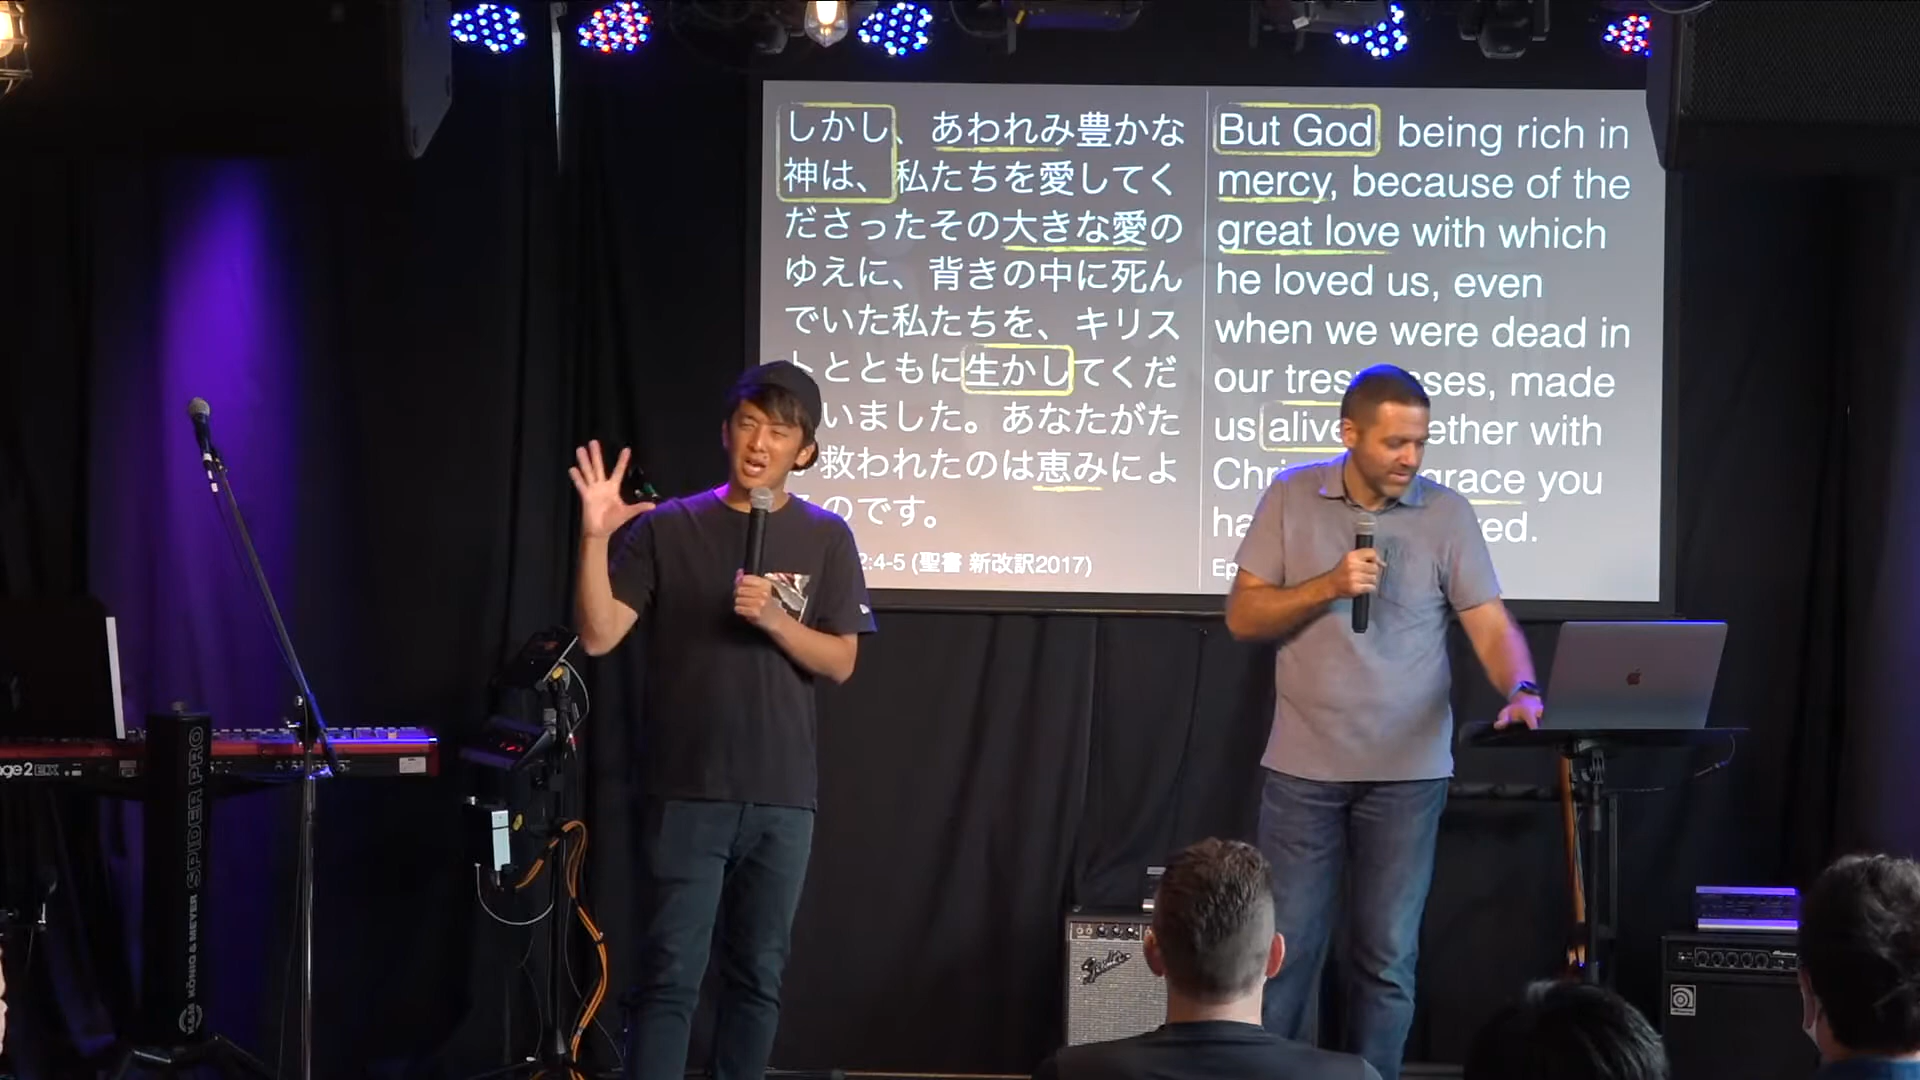 しかし、あわれみ豊かな
神は、私たちを愛してく
ださったその大きな愛の
ゆえに、背きの中に死ん
でいた私たちを、キリス
トとともに生かしてくだ
いました。あなたがた
救われたのは恵みによ
のです。
2:4-5 (聖書 新改訳2017)
But God being rich in
mercy, because of the
great love with which
he loved us, even
when we were dead in
our made
us with
grace you
SPIDER PRO
KÖNIG & MEYER
K&M
Fender